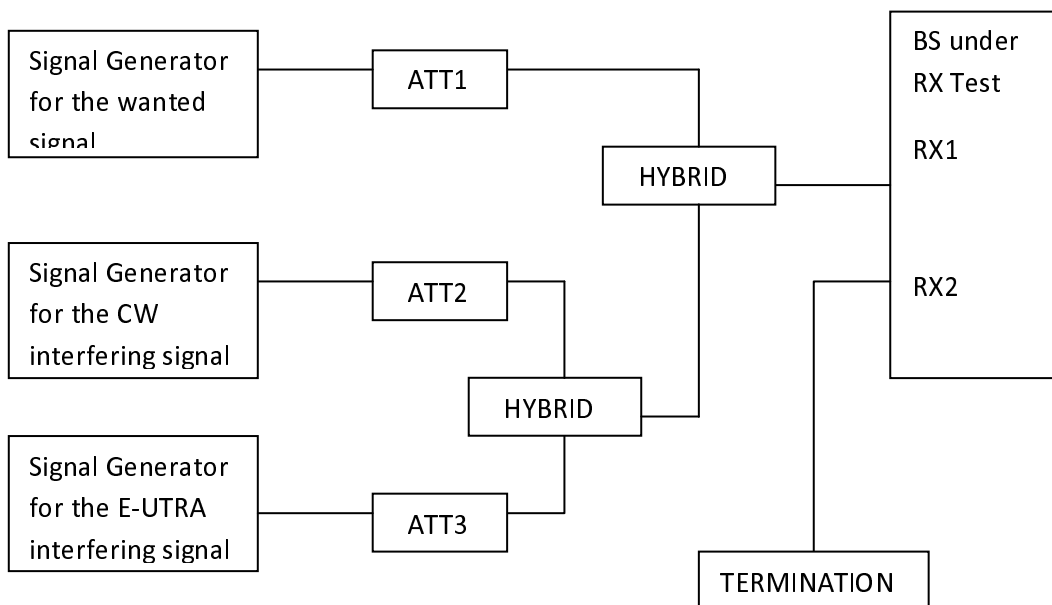 Signal Generator
for the wanted
signal
ATT1
HYBRID
BS under
RX Test
RX1
RX2
Signal Generator
for the CW
interfering signal
ATT2
HYBRID
Signal Generator
for the E-UTRA
interfering signal
ATT3
TERMINATION